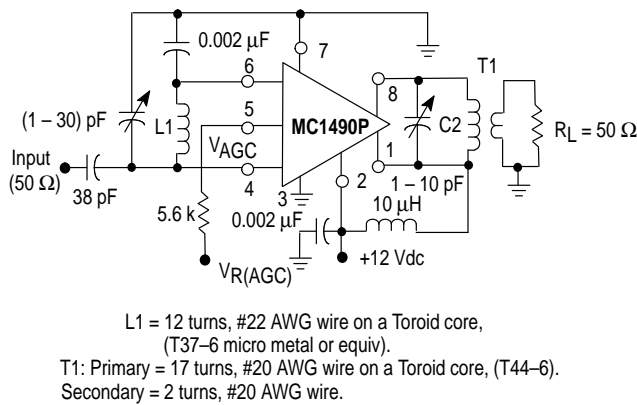 0.002 µF
7
6
8
T1
(1 – 30) pF
L1
5
MC1490P
C2
RL = 50 Ω
VAGC
Input
(50 Ω)
4
1
38 pF
3
2
1 – 10 pF
5.6 k
0.002 µF
10 µH
+12 Vdc
VR(AGC)
L1 = 12 turns, #22 AWG wire on a Toroid core,
(T37–6 micro metal or equiv).
T1: Primary = 17 turns, #20 AWG wire on a Toroid core, (T44–6).
Secondary = 2 turns, #20 AWG wire.